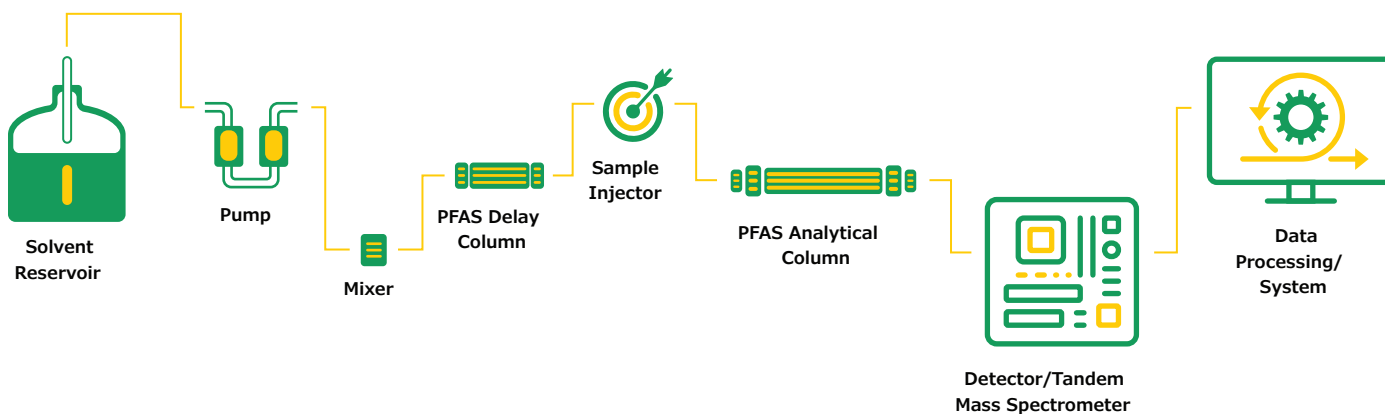 Solvent
Reservoir
Pump
Mixer
PFAS Delay
Column
Sample
Injector
PFAS Analytical
Column
Detector/Tandem
Mass Spectrometer
Data
Processing/
System